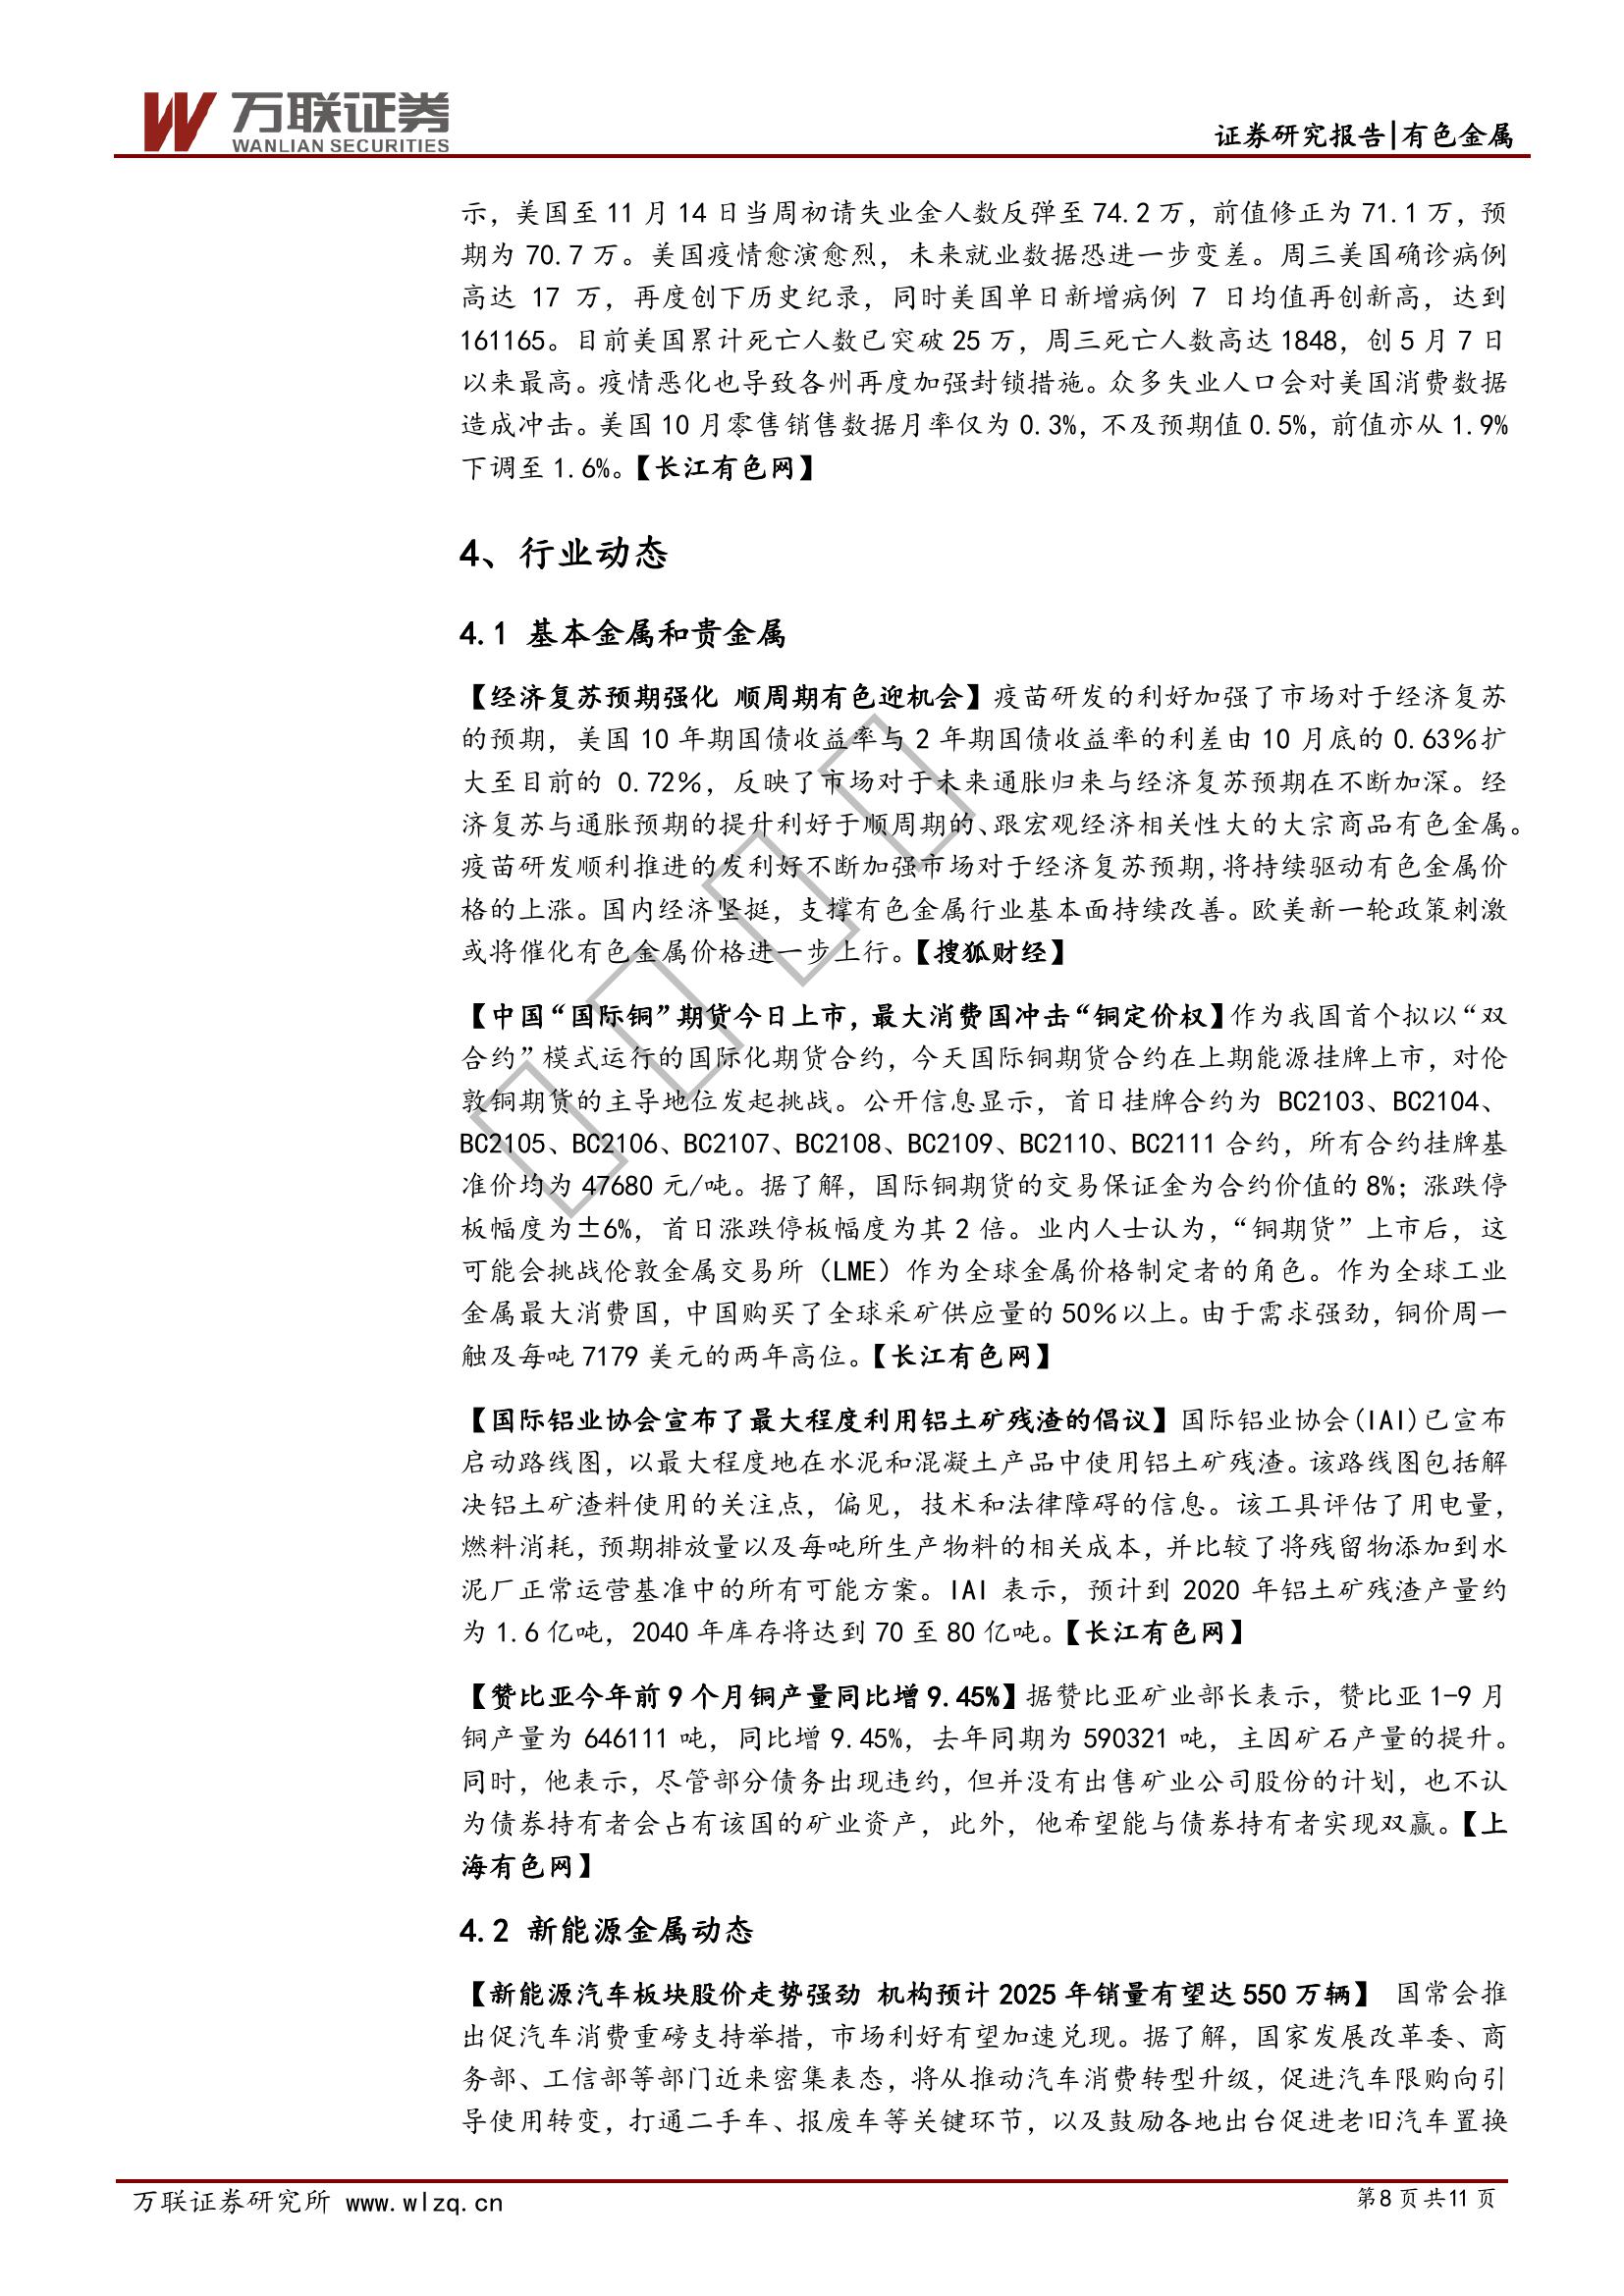 万联证券
WANLIAN SECURITIES
证券研究报告|有色金属
示，美国至 11 月 14 日当周初请失业金人数反弹至 74.2 万，前值修正为 71.1 万，预
期为 70.7 万。美国疫情愈演愈烈，未来就业数据恐进一步变差。周三美国确诊病例
高达 17 万，再度创下历史纪录，同时美国单日新增病例 7 日均值再创新高，达到
161165。目前美国累计死亡人数已突破 25 万，周三死亡人数高达 1848，创 5 月 7 日
以来最高。疫情恶化也导致各州再度加强封锁措施。众多失业人口会对美国消费数据
造成冲击。美国 10 月零售销售数据月率仅为 0.3%，不及预期值 0.5%，前值亦从 1.9%
下调至 1.6%。【长江有色网】
4、行业动态
4.1 基本金属和贵金属
【经济复苏预期强化 顺周期有色迎机会】疫苗研发的利好加强了市场对于经济复苏
的预期，美国 10 年期国债收益率与 2 年期国债收益率的利差由 10 月底的 0.63％扩
大至目前的 0.72％，反映了市场对于未来通胀归来与经济复苏预期在不断加深。经
济复苏与通胀预期的提升利好于顺周期的、跟宏观经济相关性大的大宗商品有色金属。
疫苗研发顺利推进的发利好不断加强市场对于经济复苏预期，将持续驱动有色金属价
格的上涨。国内经济坚挺，支撑有色金属行业基本面持续改善。欧美新一轮政策刺激
或将催化有色金属价格进一步上行。【搜狐财经】
【中国“国际铜”期货今日上市，最大消费国冲击“铜定价权】作为我国首个拟以“双
合约”模式运行的国际化期货合约，今天国际铜期货合约在上期能源挂牌上市，对伦
敦铜期货的主导地位发起挑战。公开信息显示，首日挂牌合约为 BC2103、BC2104、
BC2105、BC2106、BC2107、BC2108、BC2109、BC2110、BC2111 合约，所有合约挂牌基
准价均为 47680 元/吨。据了解，国际铜期货的交易保证金为合约价值的 8%；涨跌停
板幅度为±6%，首日涨跌停板幅度为其 2 倍。业内人士认为，“铜期货”上市后，这
可能会挑战伦敦金属交易所（LME）作为全球金属价格制定者的角色。作为全球工业
金属最大消费国，中国购买了全球采矿供应量的 50％以上。由于需求强劲，铜价周一
触及每吨 7179 美元的两年高位。【长江有色网】
【国际铝业协会宣布了最大程度利用铝土矿残渣的倡议】国际铝业协会(IAI)已宣布
启动路线图，以最大程度地在水泥和混凝土产品中使用铝土矿残渣。该路线图包括解
决铝土矿渣料使用的关注点，偏见，技术和法律障碍的信息。该工具评估了用电量，
燃料消耗，预期排放量以及每吨所生产物料的相关成本，并比较了将残留物添加到水
泥厂正常运营基准中的所有可能方案。IAI 表示，预计到 2020 年铝土矿残渣产量约
为 1.6 亿吨，2040 年库存将达到 70 至 80 亿吨。【长江有色网】
【赞比亚今年前 9 个月铜产量同比增 9.45%】据赞比亚矿业部长表示，赞比亚 1-9 月
铜产量为 646111 吨，同比增 9.45%，去年同期为 590321 吨，主因矿石产量的提升。
同时，他表示，尽管部分债务出现违约，但并没有出售矿业公司股份的计划，也不认
为债券持有者会占有该国的矿业资产，此外，他希望能与债券持有者实现双赢。【上
海有色网】
4.2 新能源金属动态
【新能源汽车板块股价走势强劲 机构预计 2025 年销量有望达 550 万辆】 国常会推
出促汽车消费重磅支持举措，市场利好有望加速兑现。据了解，国家发展改革委、商
务部、工信部等部门近来密集表态，将从推动汽车消费转型升级，促进汽车限购向引
导使用转变，打通二手车、报废车等关键环节，以及鼓励各地出台促进老旧汽车置换
万联证券研究所 www.wlzq.cn
第 8 页 共 11 页